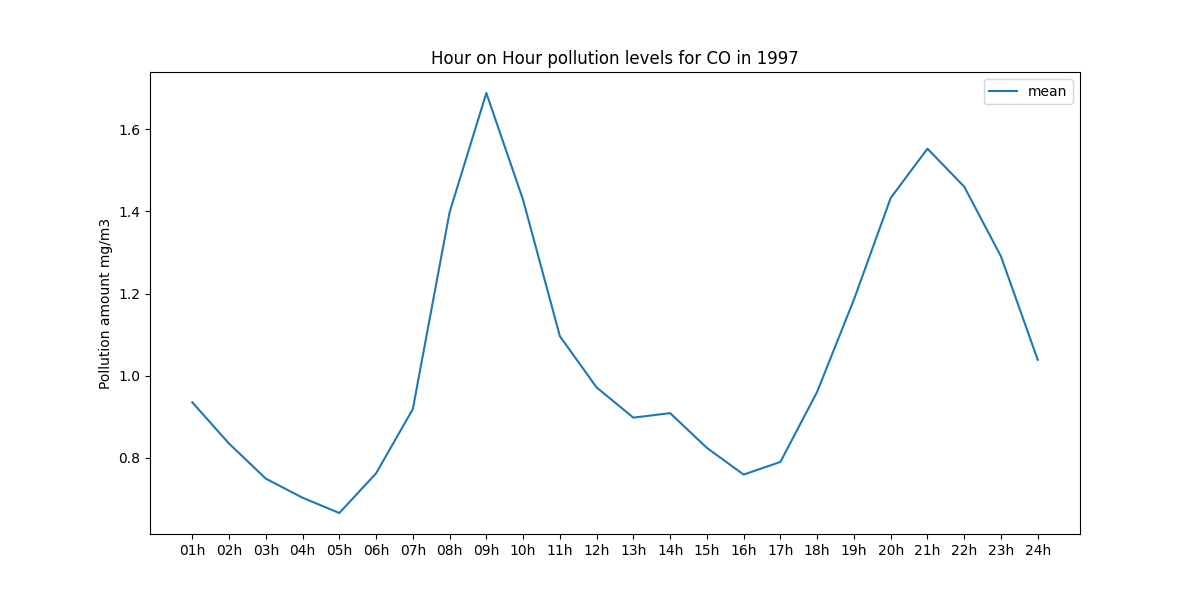 Hour on Hour pollution levels for CO in 1997
mean
Pollution amount mg/m3
1.6
1.4
1.2
1.0
0.8
01h 02h 03h 04h 05h 06h 07h 08h 09h 10h 11h 12h 13h 14h 15h 16h 17h 18h 19h 20h 21h 22h 23h 24h